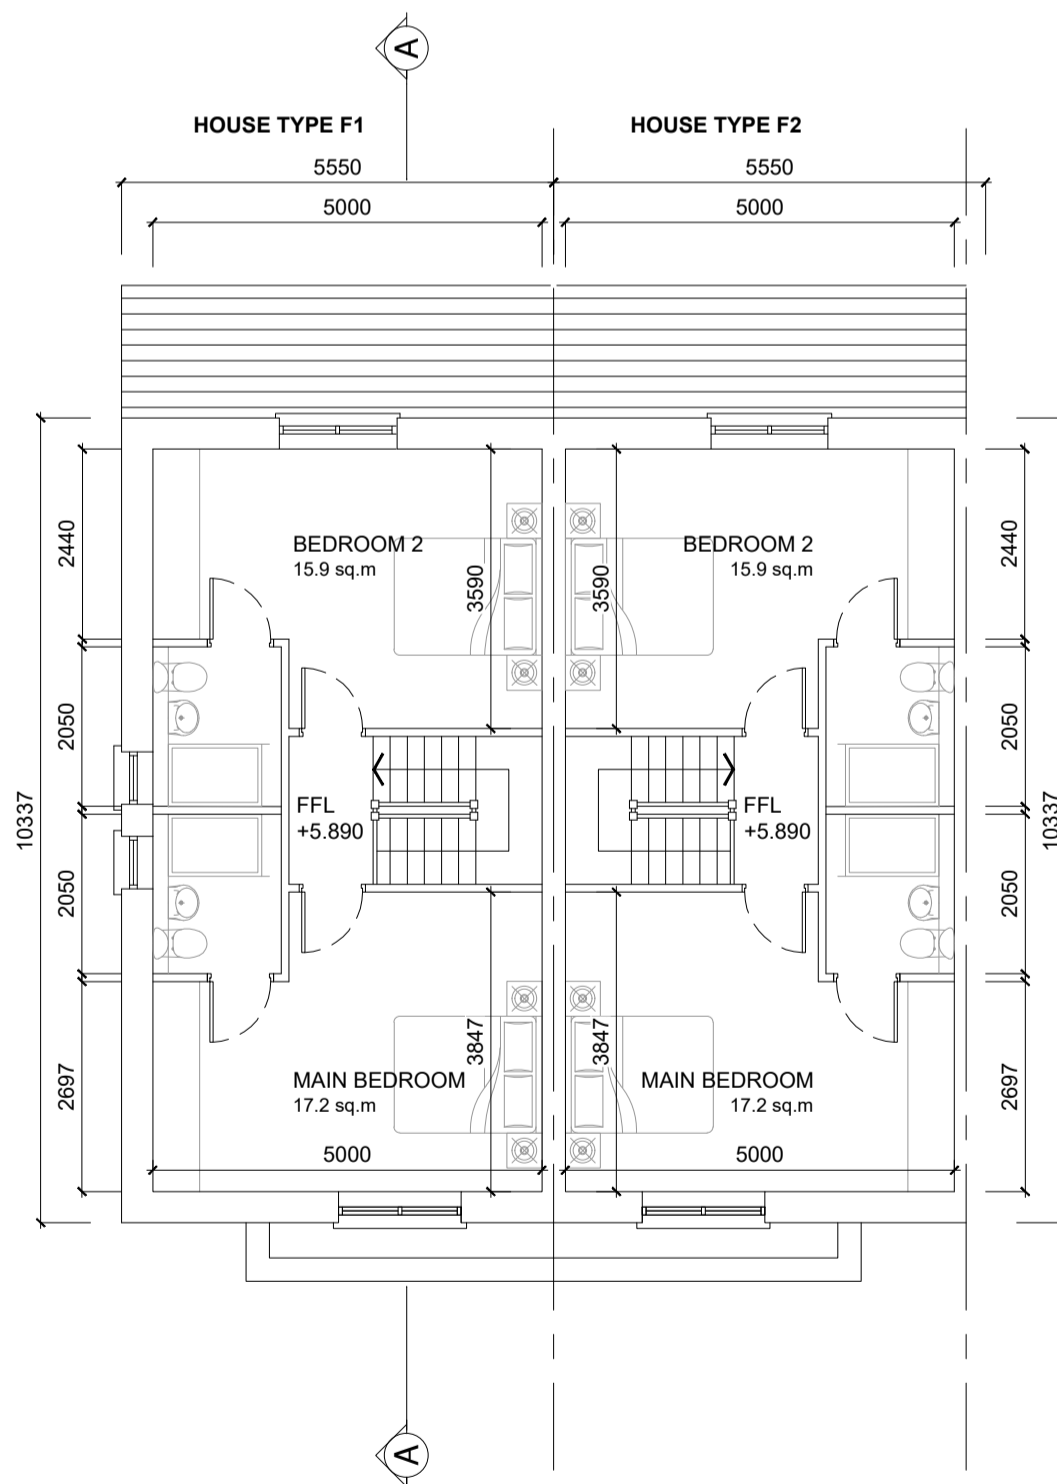 A
HOUSE TYPE F1
HOUSE TYPE F2
5550
5550
5000
5000
2440
BEDROOM 2
15.9 sq.m
3590
3590
BEDROOM 2
15.9 sq.m
2440
2050
2050
10337
FFL
+5.890
FFL
+5.890
10337
2050
2050
2697
MAIN BEDROOM
17.2 sq.m
3847
3847
MAIN BEDROOM
17.2 sq.m
2697
5000
5000
A